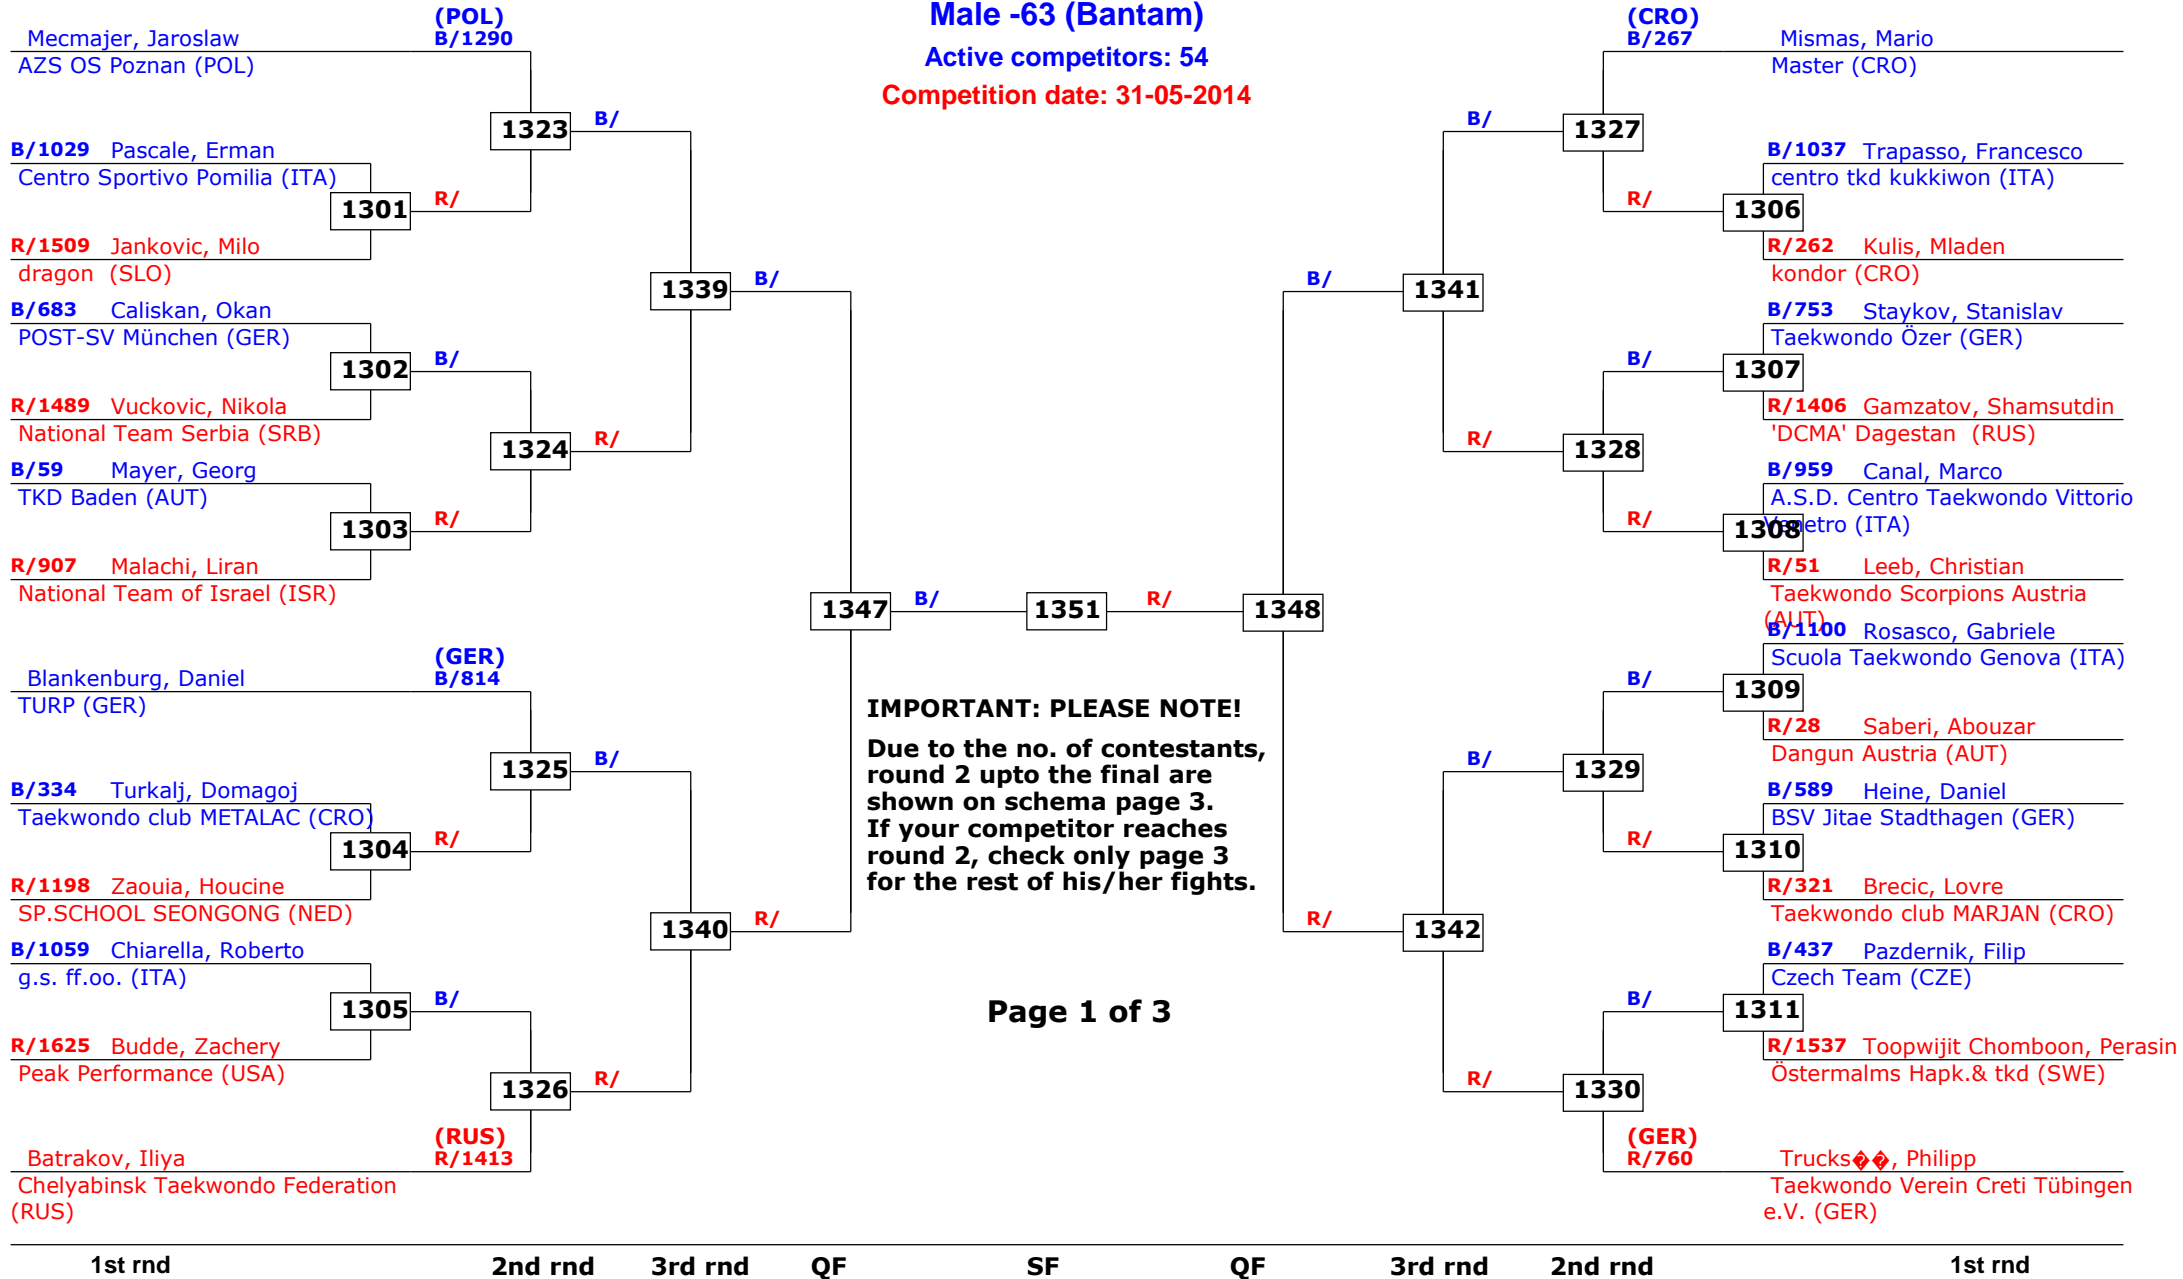 Male -63 (Bantam)
Active competitors: 54
Competition date: 31-05-2014
(POL)
Mecmajer, Jaroslaw B/1290
AZS OS Poznan (POL)
1323 B/
B/1029 Pascale, Erman
Centro Sportivo Pomilia (ITA)
1301 R/
R/1509 Jankovic, Milo
dragon (SLO)
1339 B/
B/683 Caliskan, Okan
POST-SV München (GER)
1302 B/
R/1489 Vuckovic, Nikola
National Team Serbia (SRB)
1324 R/
B/59 Mayer, Georg
TKD Baden (AUT)
1303 R/
R/907 Malachi, Liran
National Team of Israel (ISR)
1347 B/ 1351 R/ 1348
(GER)
Blankenburg, Daniel B/814
TURP (GER)
1325 B/
B/334 Turkalj, Domagoj
Taekwondo club METALAC (CRO)
1304 R/
R/1198 Zaouia, Houcine
SP.SCHOOL SEONGONG (NED)
1340 R/
B/1059 Chiarella, Roberto
g.s. ff.oo. (ITA)
1305 B/
R/1625 Budde, Zachery
Peak Performance (USA)
1326 R/
(RUS)
Batrakov, Iliya R/1413
Chelyabinsk Taekwondo Federation
(RUS)
IMPORTANT: PLEASE NOTE!
Due to the no. of contestants,
round 2 upto the final are
shown on schema page 3.
If your competitor reaches
round 2, check only page 3
for the rest of his/her fights.
Page 1 of 3
(CRO)
B/267 Mismas, Mario
Master (CRO)
B/ 1327
B/1037 Trapasso, Francesco
centro tkd kukkiwon (ITA)
R/ 1306
R/262 Kulis, Mladen
kondor (CRO)
B/ 1341
B/753 Staykov, Stanislav
Taekwondo Özer (GER)
B/ 1307
R/1406 Gamzatov, Shamsutdin
'DCMA' Dagestan (RUS)
R/ 1328
B/959 Canal, Marco
A.S.D. Centro Taekwondo Vittorio
Venetro (ITA)
R/ 1308
R/51 Leeb, Christian
Taekwondo Scorpions Austria
(AUT)
B/1100 Rosasco, Gabriele
Scuola Taekwondo Genova (ITA)
B/ 1309
R/28 Saberi, Abouzar
Dangun Austria (AUT)
B/ 1329
B/589 Heine, Daniel
BSV Jitae Stadthagen (GER)
R/ 1310
R/321 Brecic, Lovre
Taekwondo club MARJAN (CRO)
R/ 1342
B/437 Pazdernik, Filip
Czech Team (CZE)
B/ 1311
R/1537 Toopwijit Chomboon, Perasin
Östermalms Hapk.& tkd (SWE)
R/ 1330
(GER)
R/760 Trucks��, Philipp
Taekwondo Verein Creti Tübingen
e.V. (GER)
1st rnd 2nd rnd 3rd rnd QF SF QF 3rd rnd 2nd rnd 1st rnd